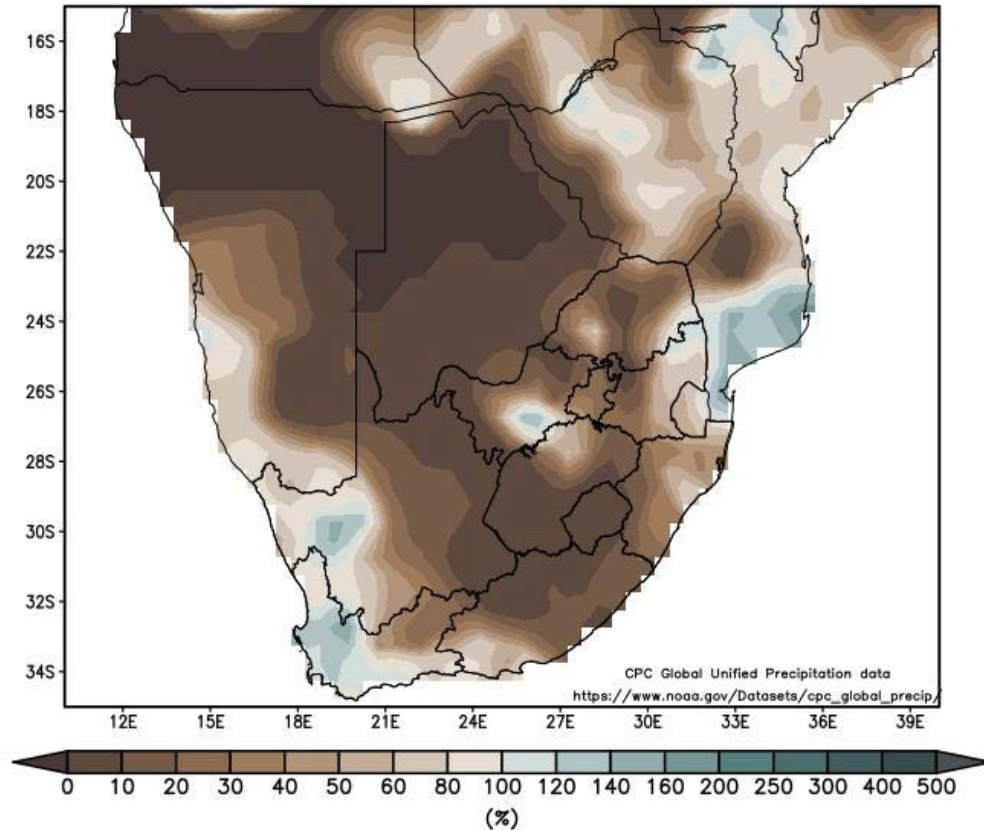 16S
18S
20S
22S
24S
26S
28S
30S
32S
34S
CPC Global Unified Precipitation data
https://www.noaa.gov/Datasets/cpc_global_precip/
12E 15E 18E 21E 24E 27E 30E 33E 36E 39E
0 10 20 30 40 50 60 80 100 120 140 160 200 250 300 400 500
(%)